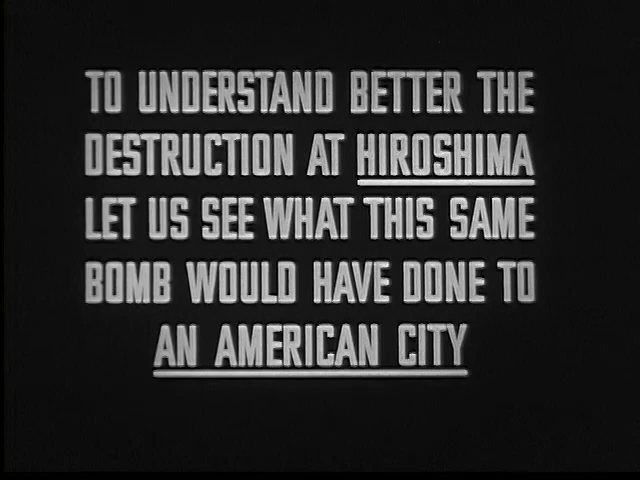 TO UNDERSTAND BETTER THE
DESTRUCTION AT HIROSHIMA
LET US SEE WHAT THIS SAME
BOMB WOULD HAVE DONE TO
AN AMERICAN CITY